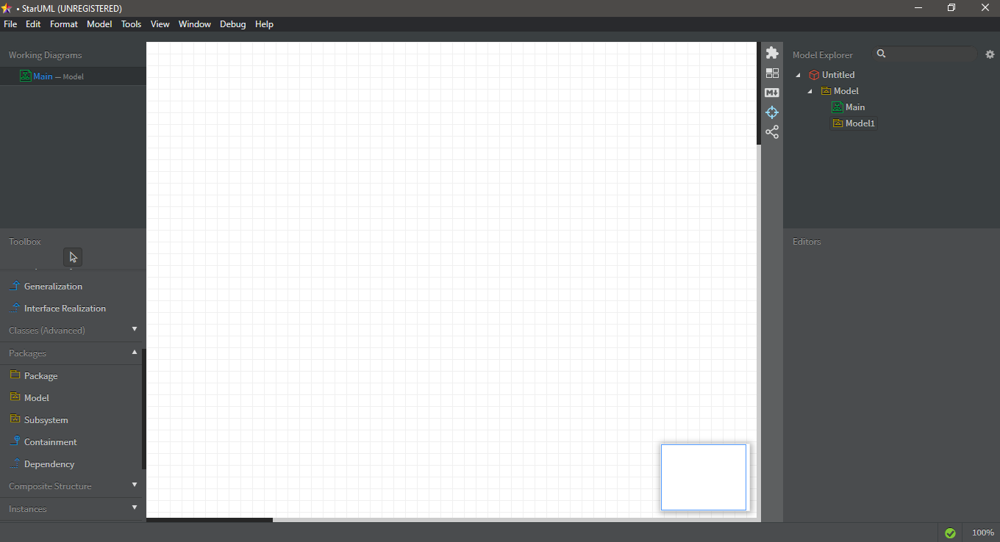 • StarUML (UNREGISTERED)
File Edit Format Model Tools View Window Debug Help
Working Diagrams
Main — Model
Toolbox
Generalization
Interface Realization
Classes (Advanced)
Packages
Package
Model
Subsystem
Containment
Dependency
Composite Structure
Instances
M
Model Explorer
Untitled
Model
Main
Model1
Editors
100%